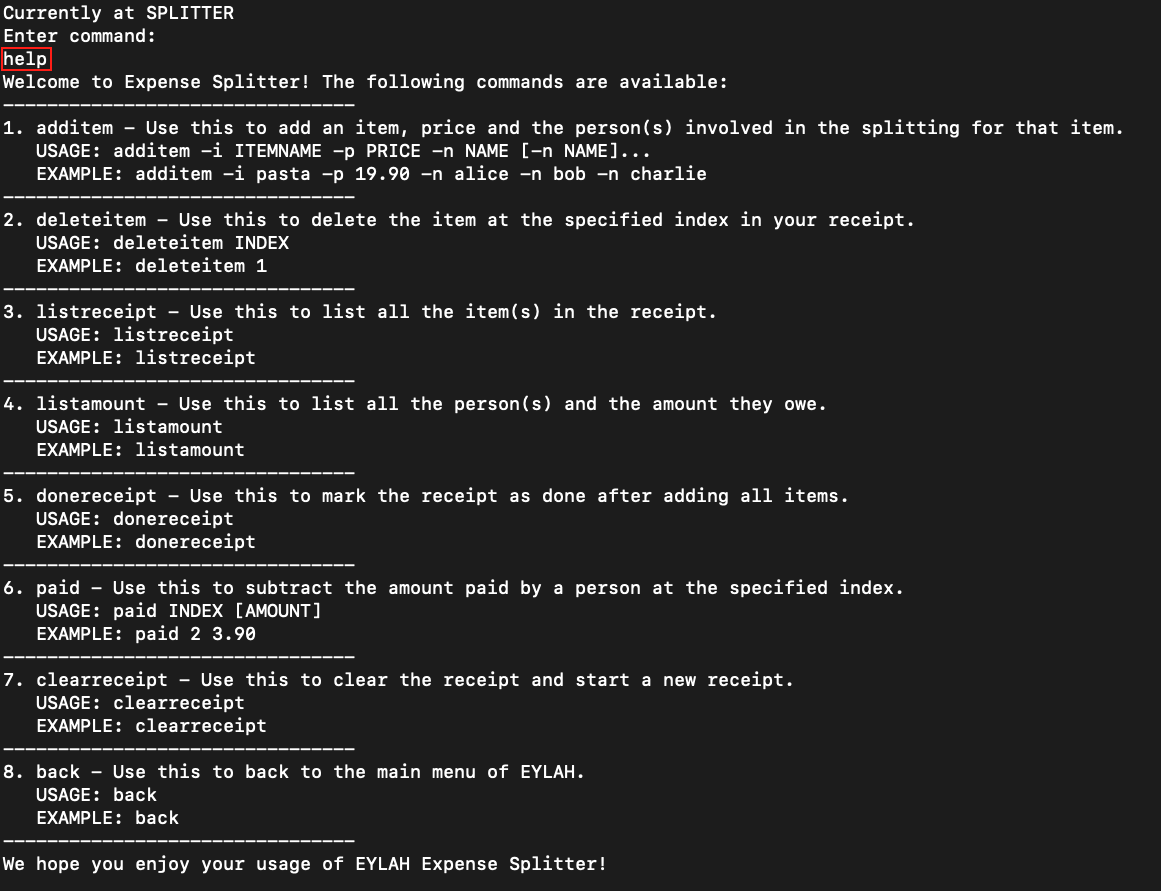 Currently at SPLITTER
Enter command:
help
Welcome to Expense Splitter! The following commands are available:
--------------------------------
1. additem – Use this to add an item, price and the person(s) involved in the splitting for that item.
   USAGE: additem –i ITEMNAME –p PRICE –n NAME [–n NAME]...
   EXAMPLE: additem –i pasta –p 19.90 –n alice –n bob –n charlie
--------------------------------
2. deleteitem – Use this to delete the item at the specified index in your receipt.
   USAGE: deleteitem INDEX
   EXAMPLE: deleteitem 1
--------------------------------
3. listreceipt – Use this to list all the item(s) in the receipt.
   USAGE: listreceipt
   EXAMPLE: listreceipt
--------------------------------
4. listamount – Use this to list all the person(s) and the amount they owe.
   USAGE: listamount
   EXAMPLE: listamount
--------------------------------
5. donereceipt – Use this to mark the receipt as done after adding all items.
   USAGE: donereceipt
   EXAMPLE: donereceipt
--------------------------------
6. paid – Use this to subtract the amount paid by a person at the specified index.
   USAGE: paid INDEX [AMOUNT]
   EXAMPLE: paid 2 3.90
--------------------------------
7. clearreceipt – Use this to clear the receipt and start a new receipt.
   USAGE: clearreceipt
   EXAMPLE: clearreceipt
--------------------------------
8. back – Use this to back to the main menu of EYLAH.
   USAGE: back
   EXAMPLE: back
--------------------------------
We hope you enjoy your usage of EYLAH Expense Splitter!